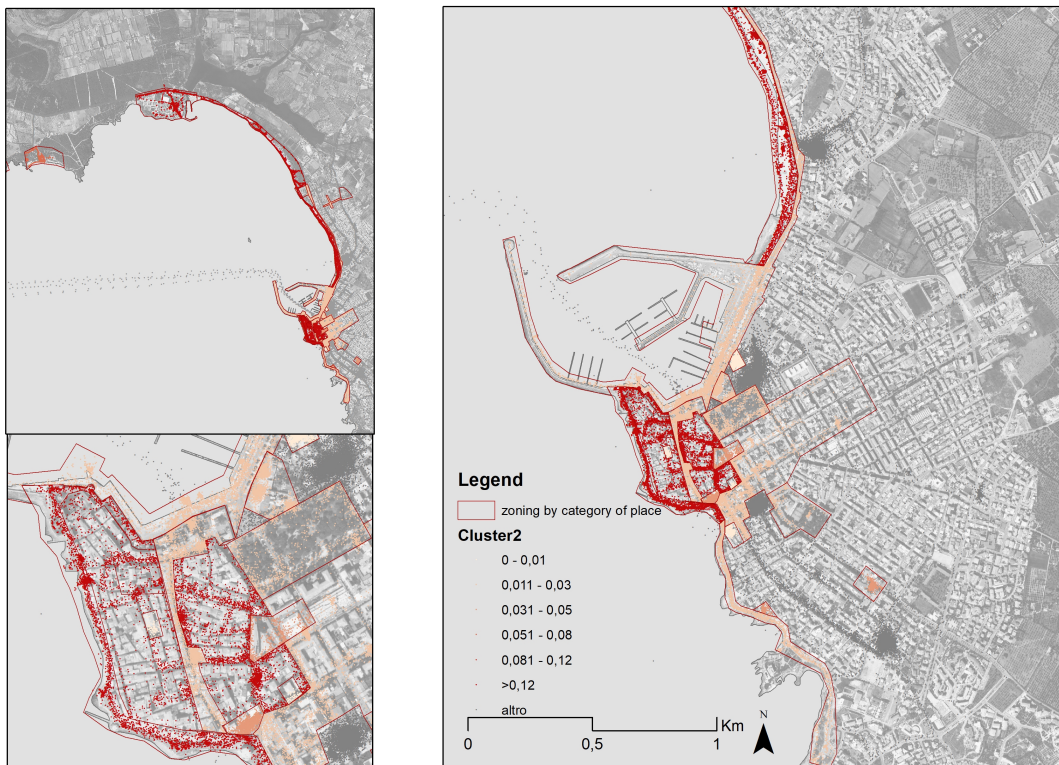 Legend
zoning by category of place
Cluster2
0 - 0,01
0,011 - 0,03
0,031 - 0,05
0,051 - 0,08
0,081 - 0,12
>0,12
altro
Km
0 0,5 1
N